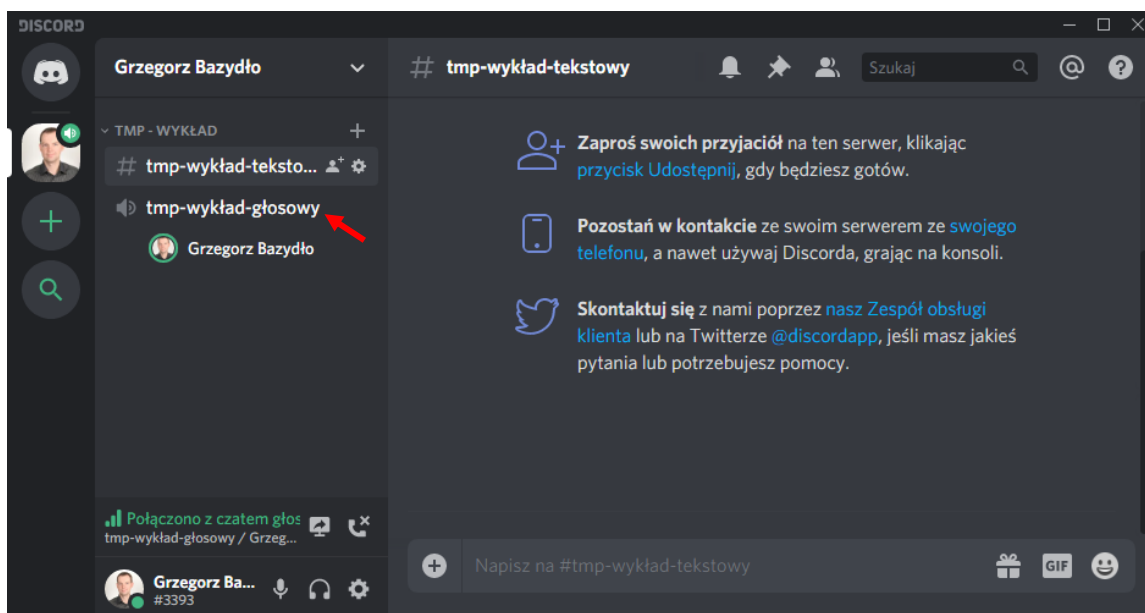 DISCORD
Grzegorz Bazydło
TMP - WYKŁAD
# tmp-wykład-teksto...
tmp-wykład-głosowy
Grzegorz Bazydło
Połączono z czatem głos
tmp-wykład-głosowy / Grzeg...
Grzegorz Ba...
#3393
# tmp-wykład-tekstowy
Szukaj
Zaproś swoich przyjaciół na ten serwer, klikając
przycisk Udostępnij, gdy będziesz gotów.
Pozostań w kontakcie ze swoim serwerem ze swojego
telefonu, a nawet używaj Discorda, grając na konsoli.
Skontaktuj się z nami poprzez nasz Zespół obsługi
klienta lub na Twitterze @discordapp, jeśli masz jakieś
pytania lub potrzebujesz pomocy.
Napisz na #tmp-wykład-tekstowy
GIF